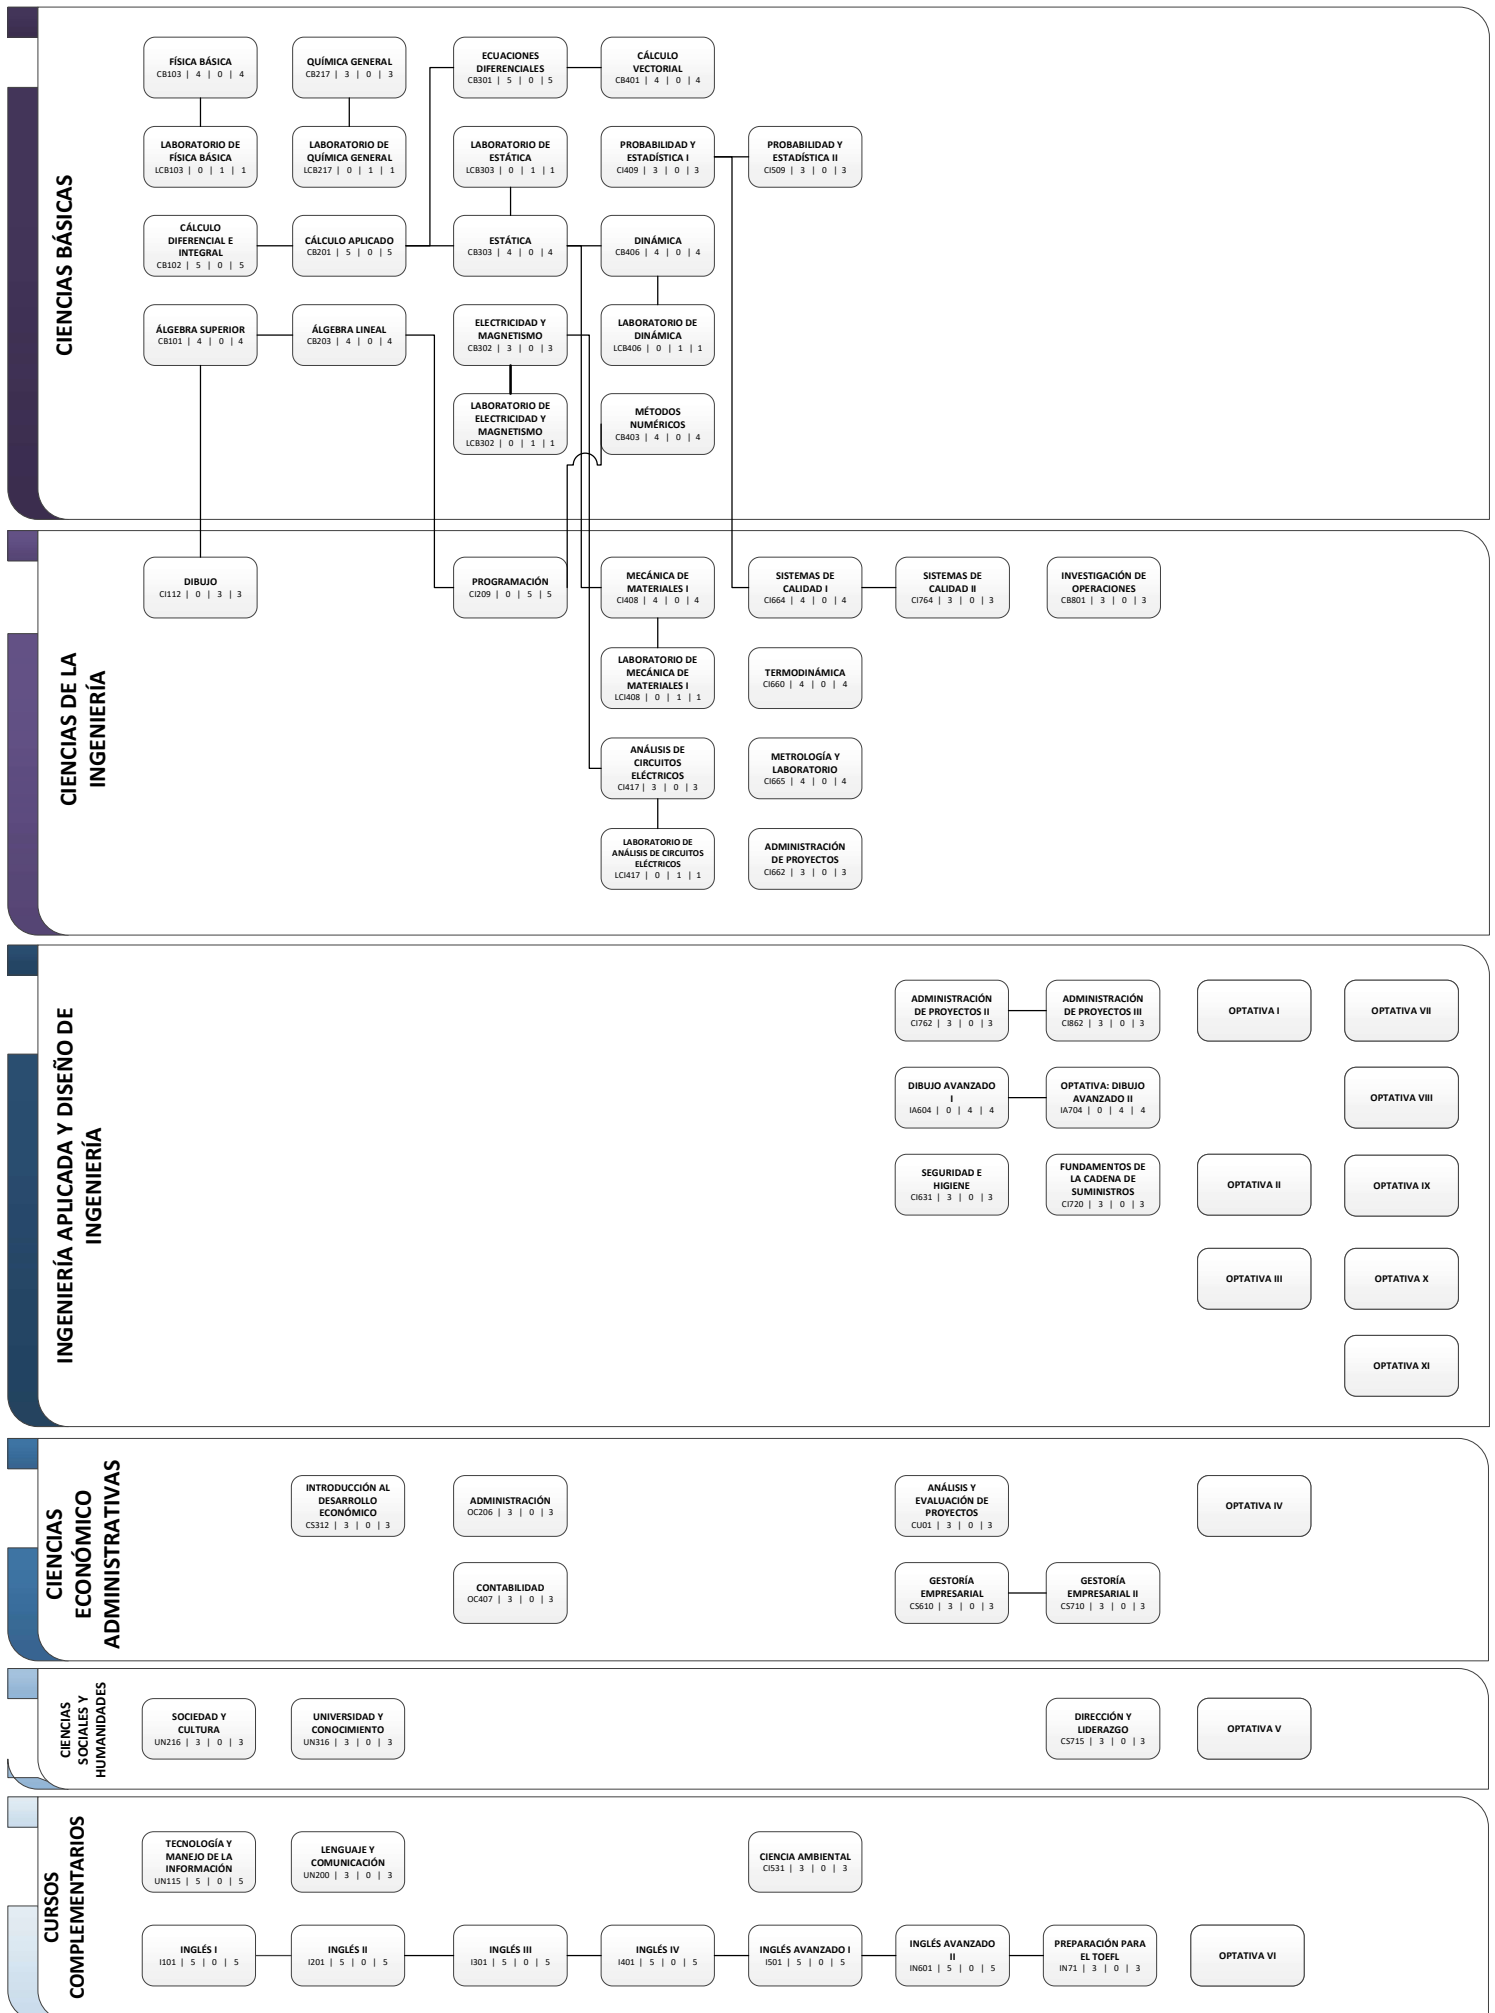 CIENCIAS BÁSICAS
FÍSICA BÁSICA
CB103 | 4 | 0 | 4
QUÍMICA GENERAL
CB217 | 3 | 0 | 3
ECUACIONES
DIFERENCIALES
CB301 | 5 | 0 | 5
CÁLCULO
VECTORIAL
CB401 | 4 | 0 | 4
LABORATORIO DE
FÍSICA BÁSICA
LCB103 | 0 | 1 | 1
LABORATORIO DE
QUÍMICA GENERAL
LCB217 | 0 | 1 | 1
LABORATORIO DE
ESTÁTICA
LCB303 | 0 | 1 | 1
PROBABILIDAD Y
ESTADÍSTICA I
CI409 | 3 | 0 | 3
PROBABILIDAD Y
ESTADÍSTICA II
CI509 | 3 | 0 | 3
CÁLCULO
DIFERENCIAL E
INTEGRAL
CB102 | 5 | 0 | 5
CÁLCULO APLICADO
CB201 | 5 | 0 | 5
ESTÁTICA
CB303 | 4 | 0 | 4
DINÁMICA
CB406 | 4 | 0 | 4
ÁLGEBRA SUPERIOR
CB101 | 4 | 0 | 4
ÁLGEBRA LINEAL
CB203 | 4 | 0 | 4
ELECTRICIDAD Y
MAGNETISMO
CB302 | 3 | 0 | 3
LABORATORIO DE
DINÁMICA
LCB406 | 0 | 1 | 1
LABORATORIO DE
ELECTRICIDAD Y
MAGNETISMO
LCB302 | 0 | 1 | 1
MÉTODOS
NUMÉRICOS
CB403 | 4 | 0 | 4
CIENCIAS DE LA
INGENIERÍA
DIBUJO
CI112 | 0 | 3 | 3
PROGRAMACIÓN
CI209 | 0 | 5 | 5
MECÁNICA DE
MATERIALES I
CI408 | 4 | 0 | 4
SISTEMAS DE
CALIDAD I
CI664 | 4 | 0 | 4
SISTEMAS DE
CALIDAD II
CI764 | 3 | 0 | 3
INVESTIGACIÓN DE
OPERACIONES
CB801 | 3 | 0 | 3
LABORATORIO DE
MECÁNICA DE
MATERIALES I
LCI408 | 0 | 1 | 1
TERMODINÁMICA
CI660 | 4 | 0 | 4
ANÁLISIS DE
CIRCUITOS
ELÉCTRICOS
CI417 | 3 | 0 | 3
METROLOGÍA Y
LABORATORIO
CI665 | 4 | 0 | 4
LABORATORIO DE
ANÁLISIS DE CIRCUITOS
ELÉCTRICOS
LCI417 | 0 | 1 | 1
ADMINISTRACIÓN
DE PROYECTOS
CI662 | 3 | 0 | 3
INGENIERÍA APLICADA Y DISEÑO DE
INGENIERÍA
ADMINISTRACIÓN
DE PROYECTOS II
CI762 | 3 | 0 | 3
ADMINISTRACIÓN
DE PROYECTOS III
CI862 | 3 | 0 | 3
OPTATIVA I
OPTATIVA VII
DIBUJO AVANZADO
I
IA604 | 0 | 4 | 4
OPTATIVA: DIBUJO
AVANZADO II
IA704 | 0 | 4 | 4
OPTATIVA VIII
SEGURIDAD E
HIGIENE
CI631 | 3 | 0 | 3
FUNDAMENTOS DE
LA CADENA DE
SUMINISTROS
CI720 | 3 | 0 | 3
OPTATIVA II
OPTATIVA IX
OPTATIVA III
OPTATIVA X
OPTATIVA XI
CIENCIAS
ECONÓMICO
ADMINISTRATIVAS
INTRODUCCIÓN AL
DESARROLLO
ECONÓMICO
CS312 | 3 | 0 | 3
ADMINISTRACIÓN
OC206 | 3 | 0 | 3
ANÁLISIS Y
EVALUACIÓN DE
PROYECTOS
CU01 | 3 | 0 | 3
OPTATIVA IV
CONTABILIDAD
OC407 | 3 | 0 | 3
GESTORÍA
EMPRESARIAL
CS610 | 3 | 0 | 3
GESTORÍA
EMPRESARIAL II
CS710 | 3 | 0 | 3
CIENCIAS
SOCIALES Y
HUMANIDADES
SOCIEDAD Y
CULTURA
UN216 | 3 | 0 | 3
UNIVERSIDAD Y
CONOCIMIENTO
UN316 | 3 | 0 | 3
DIRECCIÓN Y
LIDERAZGO
CS715 | 3 | 0 | 3
OPTATIVA V
CURSOS
COMPLEMENTARIOS
TECNOLOGÍA Y
MANEJO DE LA
INFORMACIÓN
UN115 | 5 | 0 | 5
LENGUAJE Y
COMUNICACIÓN
UN200 | 3 | 0 | 3
CIENCIA AMBIENTAL
CI531 | 3 | 0 | 3
INGLÉS I
I101 | 5 | 0 | 5
INGLÉS II
I201 | 5 | 0 | 5
INGLÉS III
I301 | 5 | 0 | 5
INGLÉS IV
I401 | 5 | 0 | 5
INGLÉS AVANZADO I
I501 | 5 | 0 | 5
INGLÉS AVANZADO
II
IN601 | 5 | 0 | 5
PREPARACIÓN PARA
EL TOEFL
IN71 | 3 | 0 | 3
OPTATIVA VI